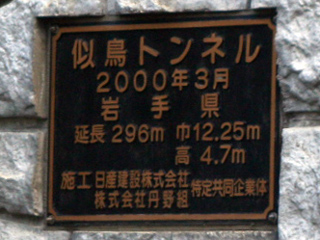 似鳥トンネル
2000年3月
岩手県
延長 296m 巾12.25m
高 4.7m
施工 日産建設株式会社 特定共同企業体
株式会社丹野組